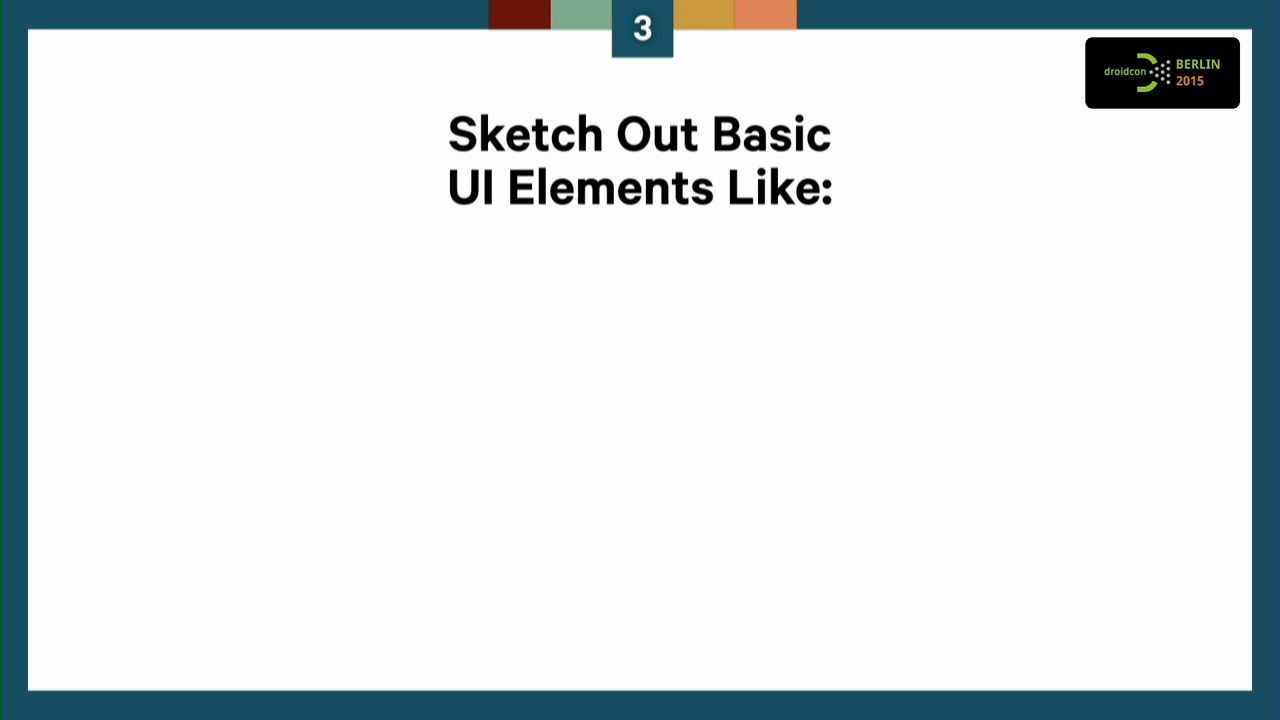 3
droidcon
BERLIN
2015
Sketch Out Basic
UI Elements Like: